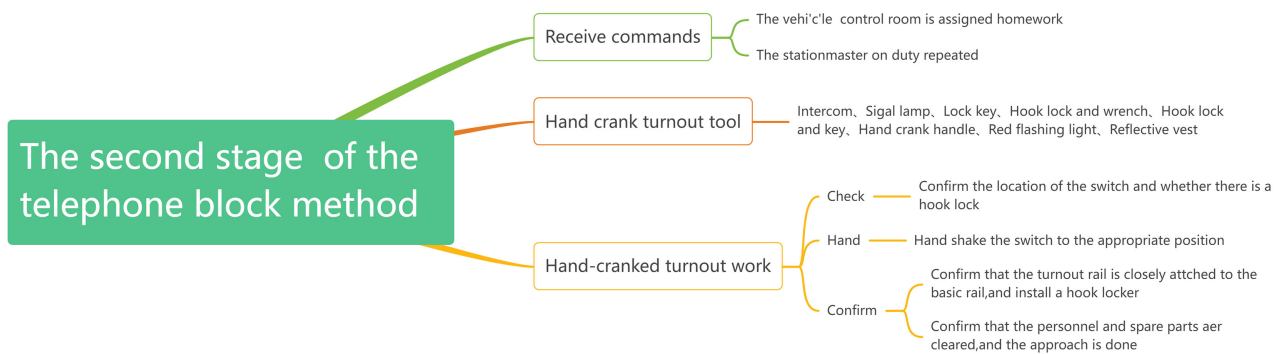 The second stage  of the
telephone block method
Receive commands
The vehi'c'le  control room is assigned homework
The stationmaster on duty repeated
Hand crank turnout tool
Intercom、Sigal lamp、Lock key、Hook lock and wrench、Hook lock
and key、Hand crank handle、Red flashing light、Reflective vest
Hand-cranked turnout work
Check
Confirm the location of the switch and whether there is a
hook lock
Hand
Hand shake the switch to the appropriate position
Confirm
Confirm that the turnout rail is closely attched to the
basic rail,and install a hook locker
Confirm that the personnel and spare parts aer
cleared,and the approach is done